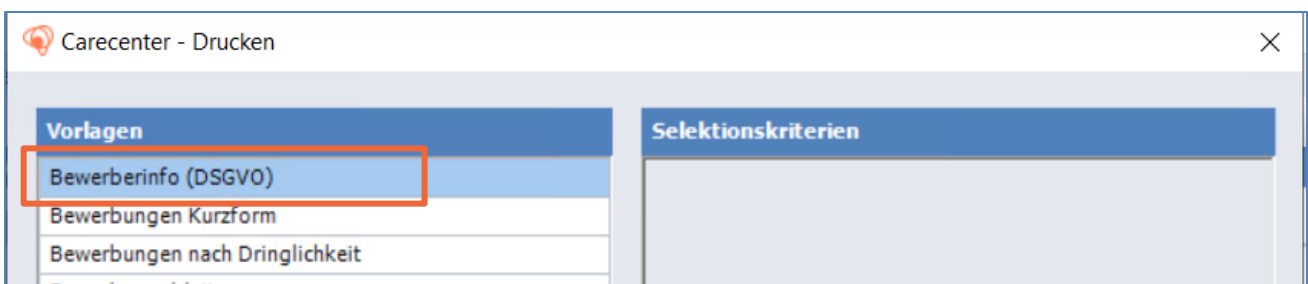 Carecenter - Drucken
Vorlagen
Selektionskriterien
Bewerberinfo (DSGVO)
Bewerbungen Kurzform
Bewerbungen nach Dringlichkeit